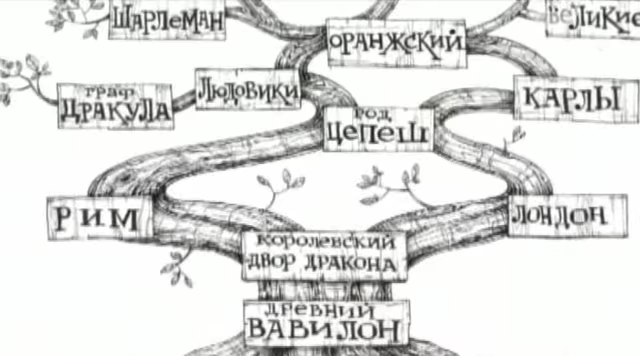 ШАРЛЕМАН
ВЕЛИКИЕ
ОРАНЖСКИЙ
ЛЮДОВИКИ
ГРАФ
ДРАКУЛА
КАРЛЫ
РОД
ЦЕПЕШ
РИМ
ЛОНДОН
КОРОЛЕВСКИЙ
ДВОР ДРАКОНА
ДРЕВНИЙ
ВАВИЛОН